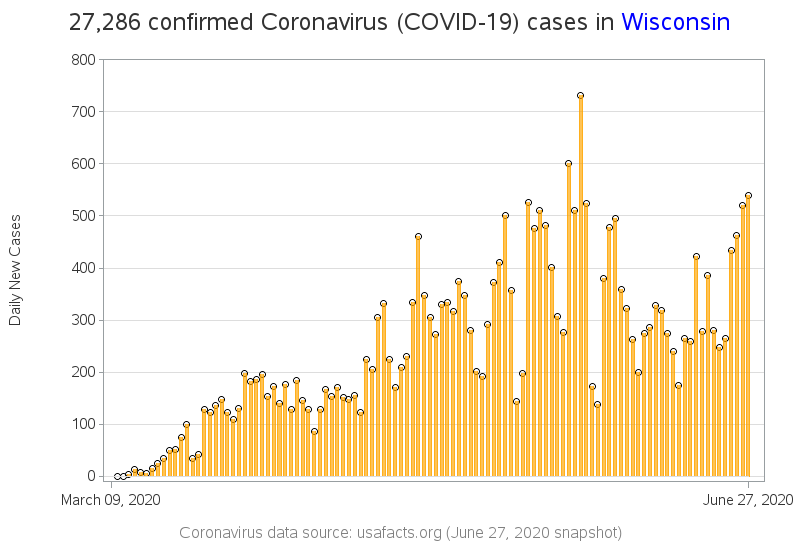 27,286 confirmed Coronavirus (COVID-19) cases in Wisconsin
Daily New Cases
800
700
600
500
400
300
200
100
0
March 09, 2020
June 27, 2020
Coronavirus data source: usafacts.org (June 27, 2020 snapshot)